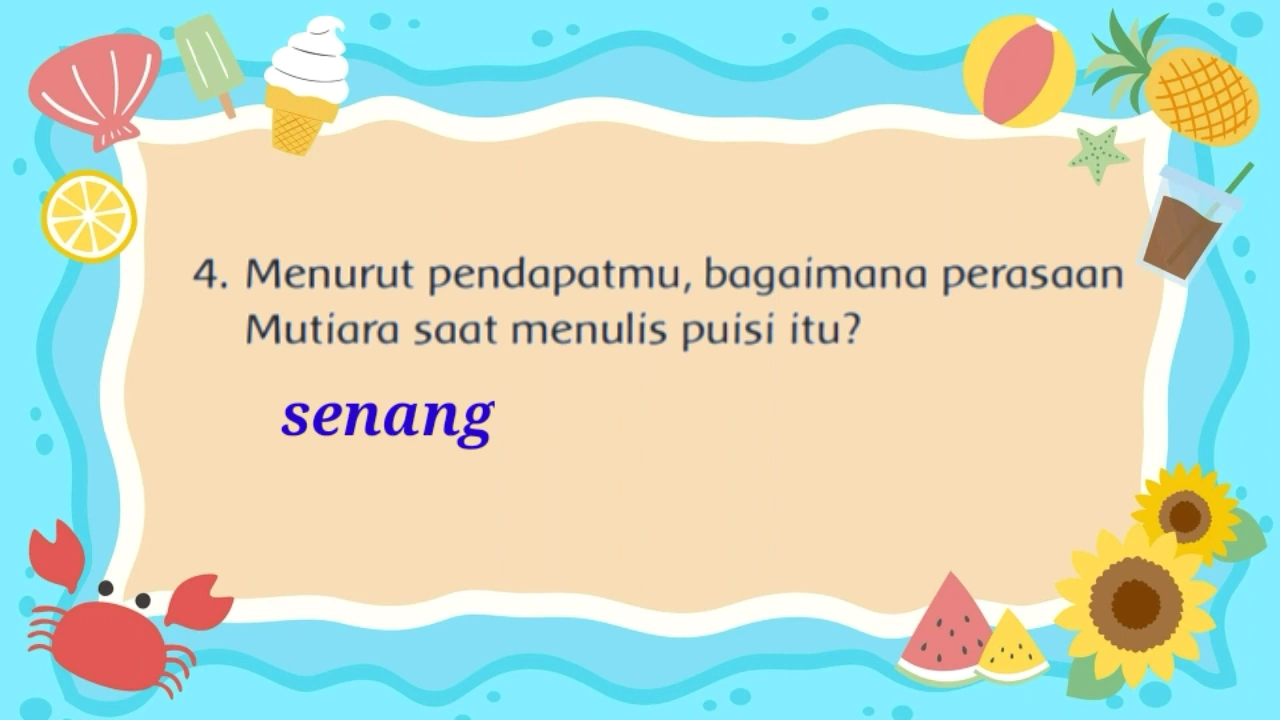 4. Menurut pendapatmu, bagaimana perasaan
Mutiara saat menulis puisi itu?
senang